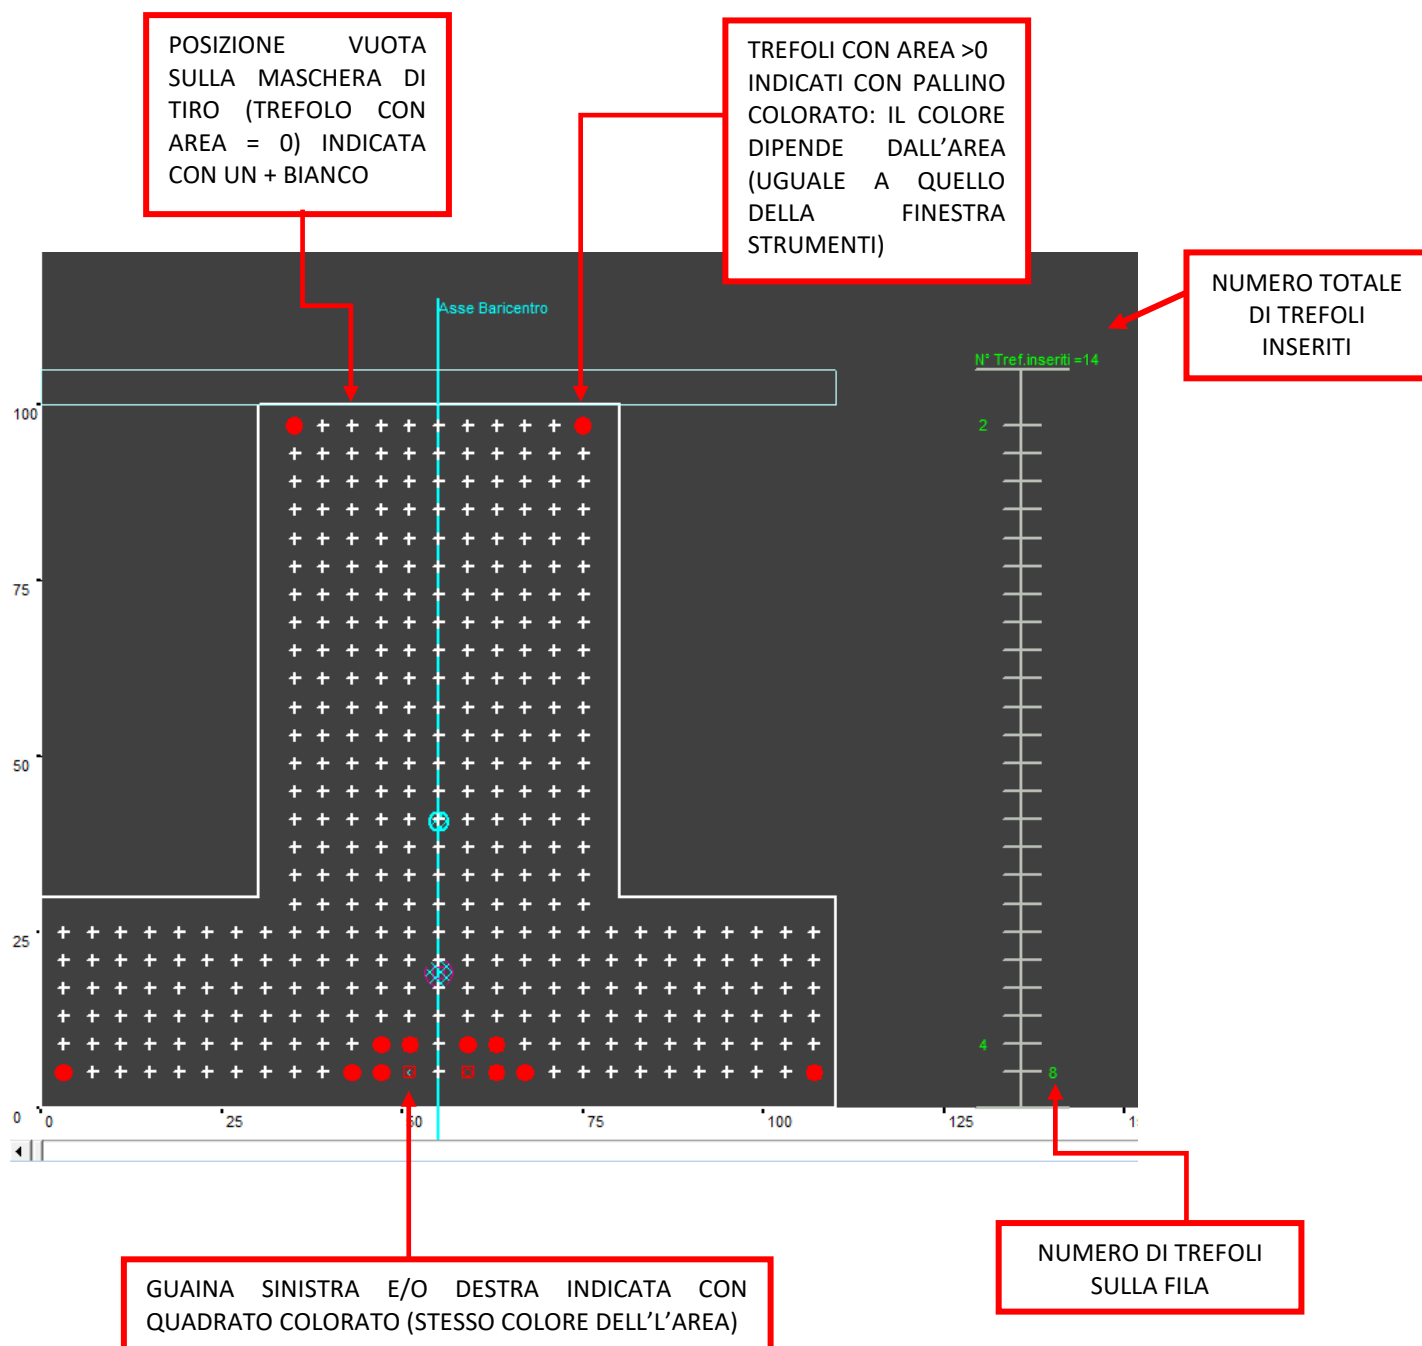 POSIZIONE VUOTA
SULLA MASCHERA DI
TIRO (TREFOLO CON
AREA = 0) INDICATA
CON UN + BIANCO
TREFOLI CON AREA >0
INDICATI CON PALLINO
COLORATO: IL COLORE
DIPENDE DALL’AREA
(UGUALE A QUELLO
DELLA FINESTRA
STRUMENTI)
NUMERO TOTALE
DI TREFOLI
INSERITI
Asse Baricentro
N° Tref.inseriti =14
100
2
75
50
25
4
8
0
0
25
50
75
100
125
GUAINA SINISTRA E/O DESTRA INDICATA CON
QUADRATO COLORATO (STESSO COLORE DELL’L’AREA)
NUMERO DI TREFOLI
SULLA FILA